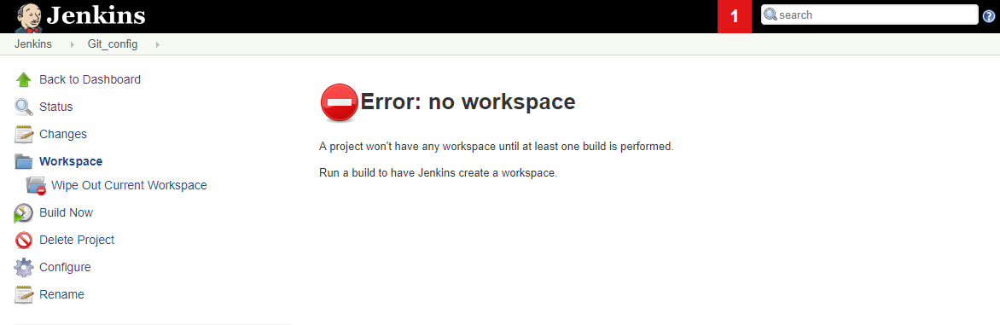 Jenkins
1
search
Jenkins
Git_config
Back to Dashboard
Status
Changes
Workspace
Wipe Out Current Workspace
Build Now
Delete Project
Configure
Rename
Error: no workspace
A project won't have any workspace until at least one build is performed.
Run a build to have Jenkins create a workspace.